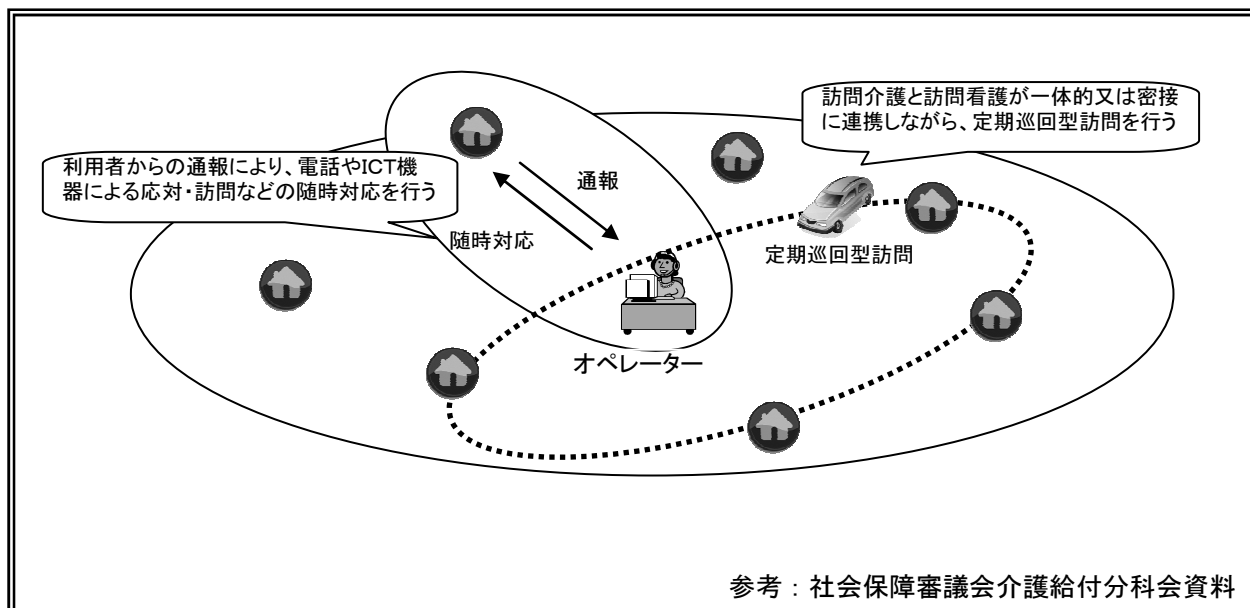 訪問介護と訪問看護が一体的又は密接
に連携しながら、定期巡回型訪問を行う
利用者からの通報により、電話やICT機
器による応対・訪問などの随時対応を行う
通報
随時対応
定期巡回型訪問
オペレーター
参考：社会保障審議会介護給付分科会資料